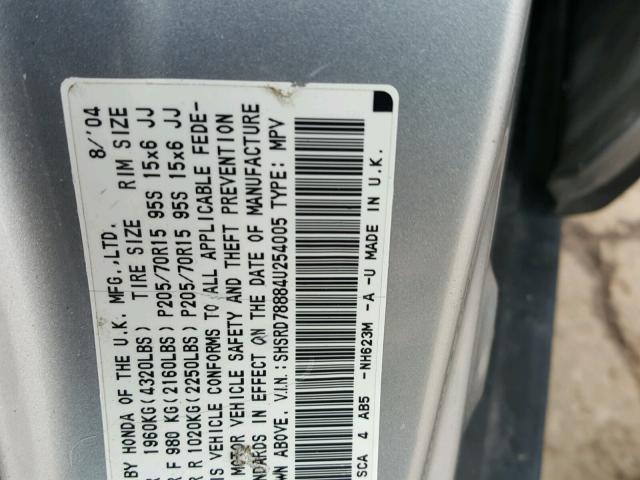 BY HONDA OF THE U.K. MFG.,LTD. 8/'04
1960KG(4320LBS) TIRE SIZE RIM SIZE
F 980 KG(2160LBS) P205/70R15 95S 15x6 JJ
R 1020KG(2250LBS) P205/70R15 95S 15x6 JJ
IS VEHICLE CONFORMS TO ALL APPLICABLE FEDE-
MOTOR VEHICLE SAFETY AND THEFT PREVENTION
ANDARDS IN EFFECT ON THE DATE OF MANUFACTURE
WN ABOVE. V.I.N.:SHSRD78884U254005 TYPE: MPV
SCA 4 AB5 -NH623M -A -U MADE IN U.K.